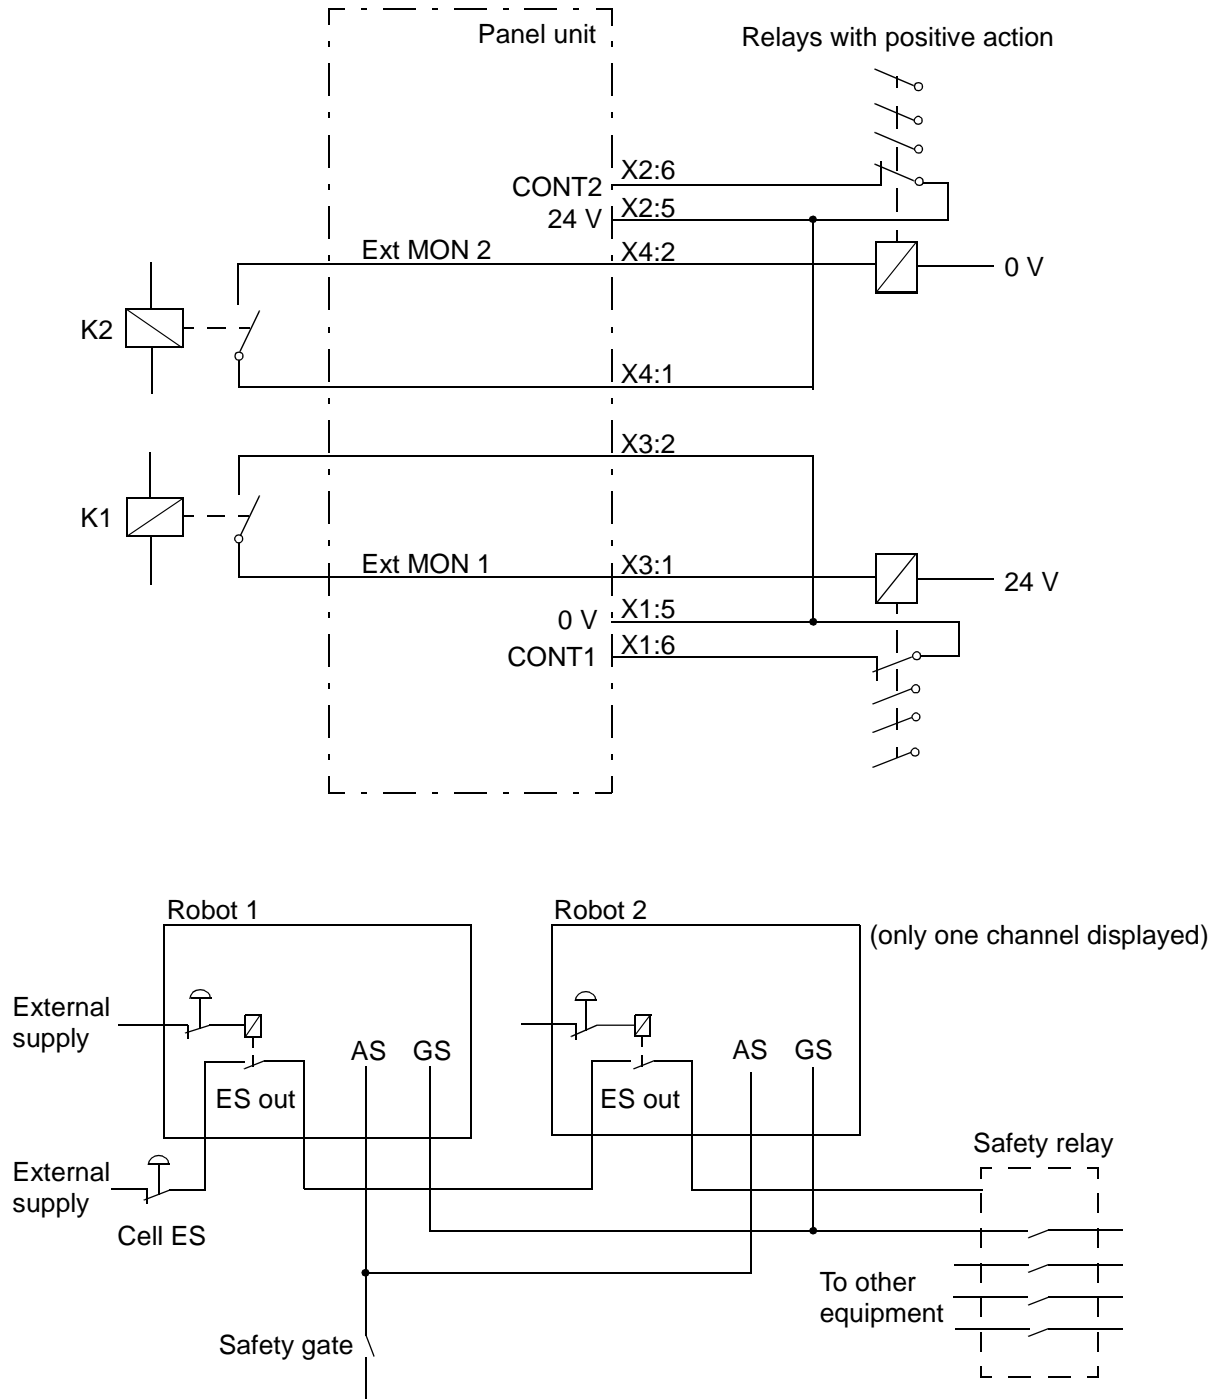 Panel unit
Relays with positive action
X2:6
CONT2
X2:5
24 V
Ext MON 2
X4:2
0 V
K2
X4:1
X3:2
K1
Ext MON 1
X3:1
24 V
X1:5
0 V
X1:6
CONT1
Robot 1
Robot 2
(only one channel displayed)
External
supply
AS
GS
AS
GS
ES out
ES out
Safety relay
External
supply
Cell ES
To other
equipment
Safety gate